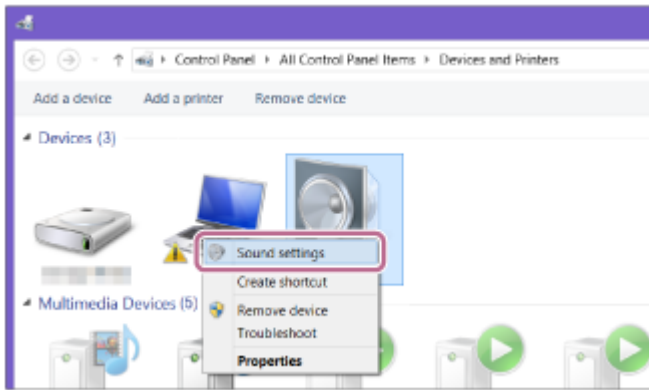 Control Panel All Control Panel Items Devices and Printers
Add a device Add a printer Remove device
Devices (3)
Sound settings
Create shortcut
Multimedia Devices (5)
Remove device
Troubleshoot
Properties